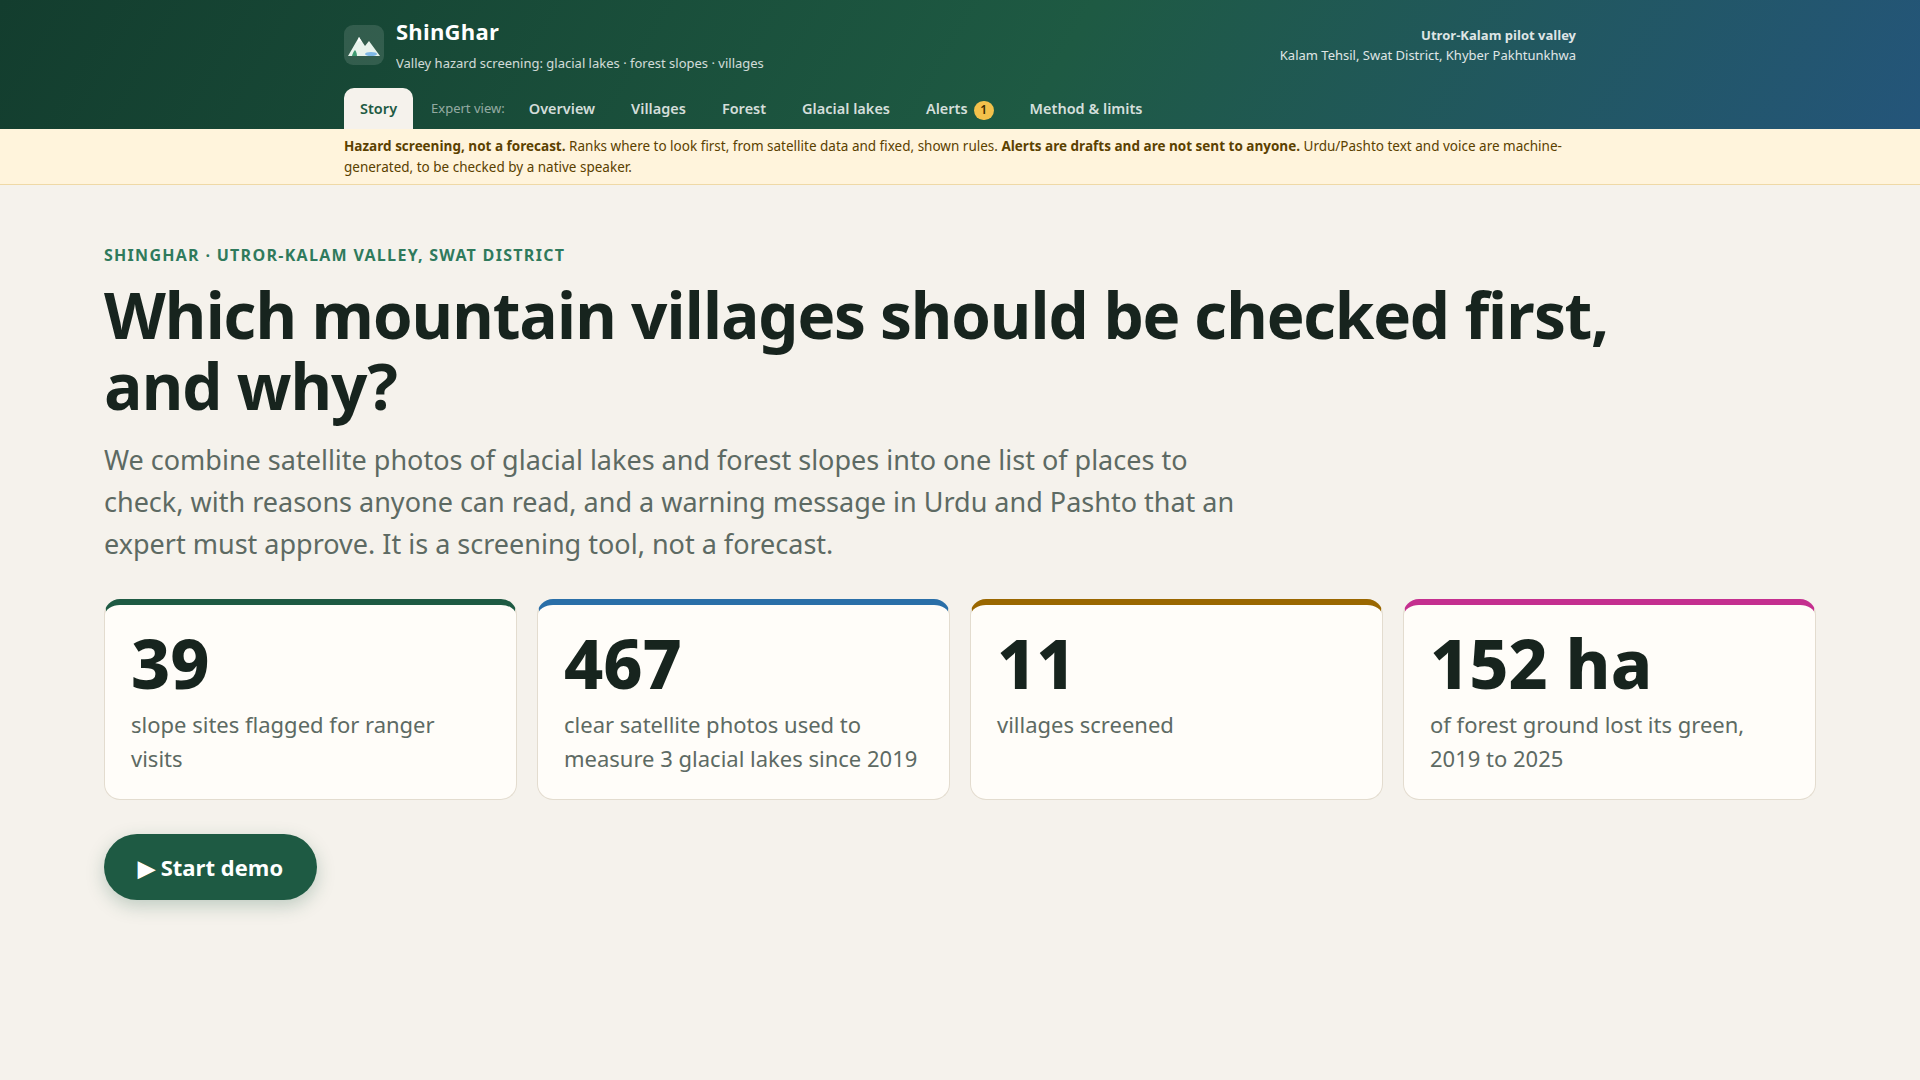 ShinGhar
Valley hazard screening: glacial lakes · forest slopes · villages
Utror-Kalam pilot valley
Kalam Tehsil, Swat District, Khyber Pakhtunkhwa
Story
Expert view:
Overview
Villages
Forest
Glacial lakes
Alerts 1
Method & limits
Hazard screening, not a forecast. Ranks where to look first, from satellite data and fixed, shown rules. Alerts are drafts and are not sent to anyone. Urdu/Pashto text and voice are machine-
generated, to be checked by a native speaker.
SHINGHAR · UTROR-KALAM VALLEY, SWAT DISTRICT
Which mountain villages should be checked first,
and why?
We combine satellite photos of glacial lakes and forest slopes into one list of places to
check, with reasons anyone can read, and a warning message in Urdu and Pashto that an
expert must approve. It is a screening tool, not a forecast.
39
slope sites flagged for ranger
visits
467
clear satellite photos used to
measure 3 glacial lakes since 2019
11
villages screened
152 ha
of forest ground lost its green,
2019 to 2025
▶ Start demo